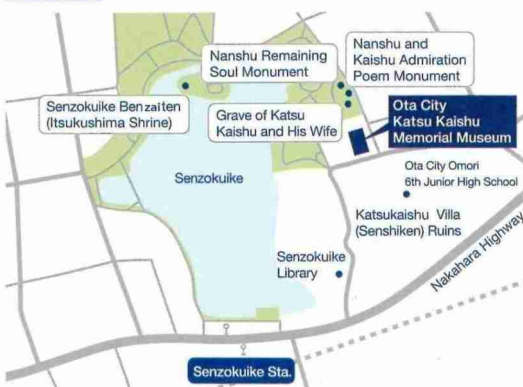 Nanshu Remaining
Soul Monument
Nanshu and
Kaishu Admiration
Poem Monument
Senzokuike Benzaiten
(Itsukushima Shrine)
Grave of Katsu
Kaishu and His Wife
Ota City
Katsu Kaishu
Memorial Museum
Senzokuike
Ota City Omori
6th Junior High School
Katsukaishu Villa
(Senshiken) Ruins
Senzokuike
Library
Nakahara Highway
Senzokuike Sta.